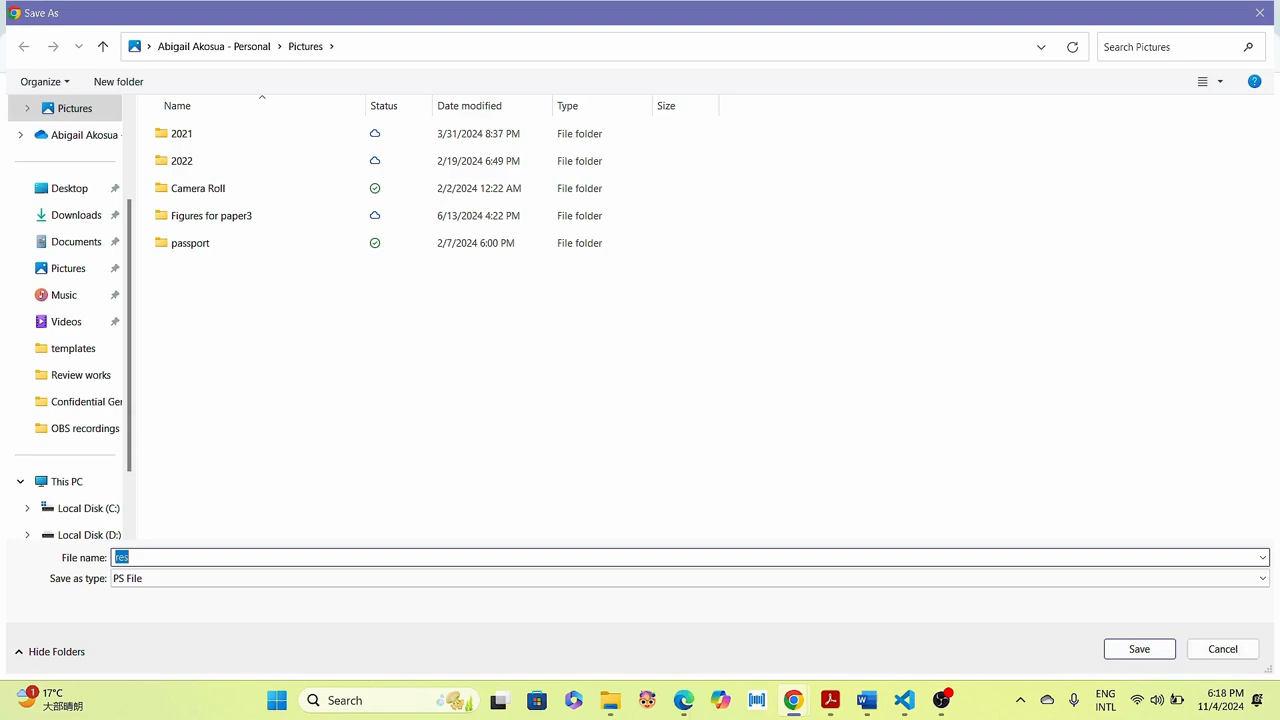 Save As
Abigail Akosua - Personal
Pictures
Search Pictures
Organize
New folder
Name
Status
Date modified
Type
Size
2021
3/31/2024 8:37 PM
File folder
2022
2/19/2024 6:49 PM
File folder
Camera Roll
2/2/2024 12:22 AM
File folder
Figures for paper3
6/13/2024 4:22 PM
File folder
passport
2/7/2024 6:00 PM
File folder
Pictures
Abigail Akosua
Desktop
Downloads
Documents
Pictures
Music
Videos
templates
Review works
Confidential Ger
OBS recordings
This PC
Local Disk (C:)
Local Disk (D:)
File name: res
Save as type: PS File
Hide Folders
Save
Cancel
1
17°C
大部晴朗
Search
ENG
INTL
6:18 PM
11/4/2024